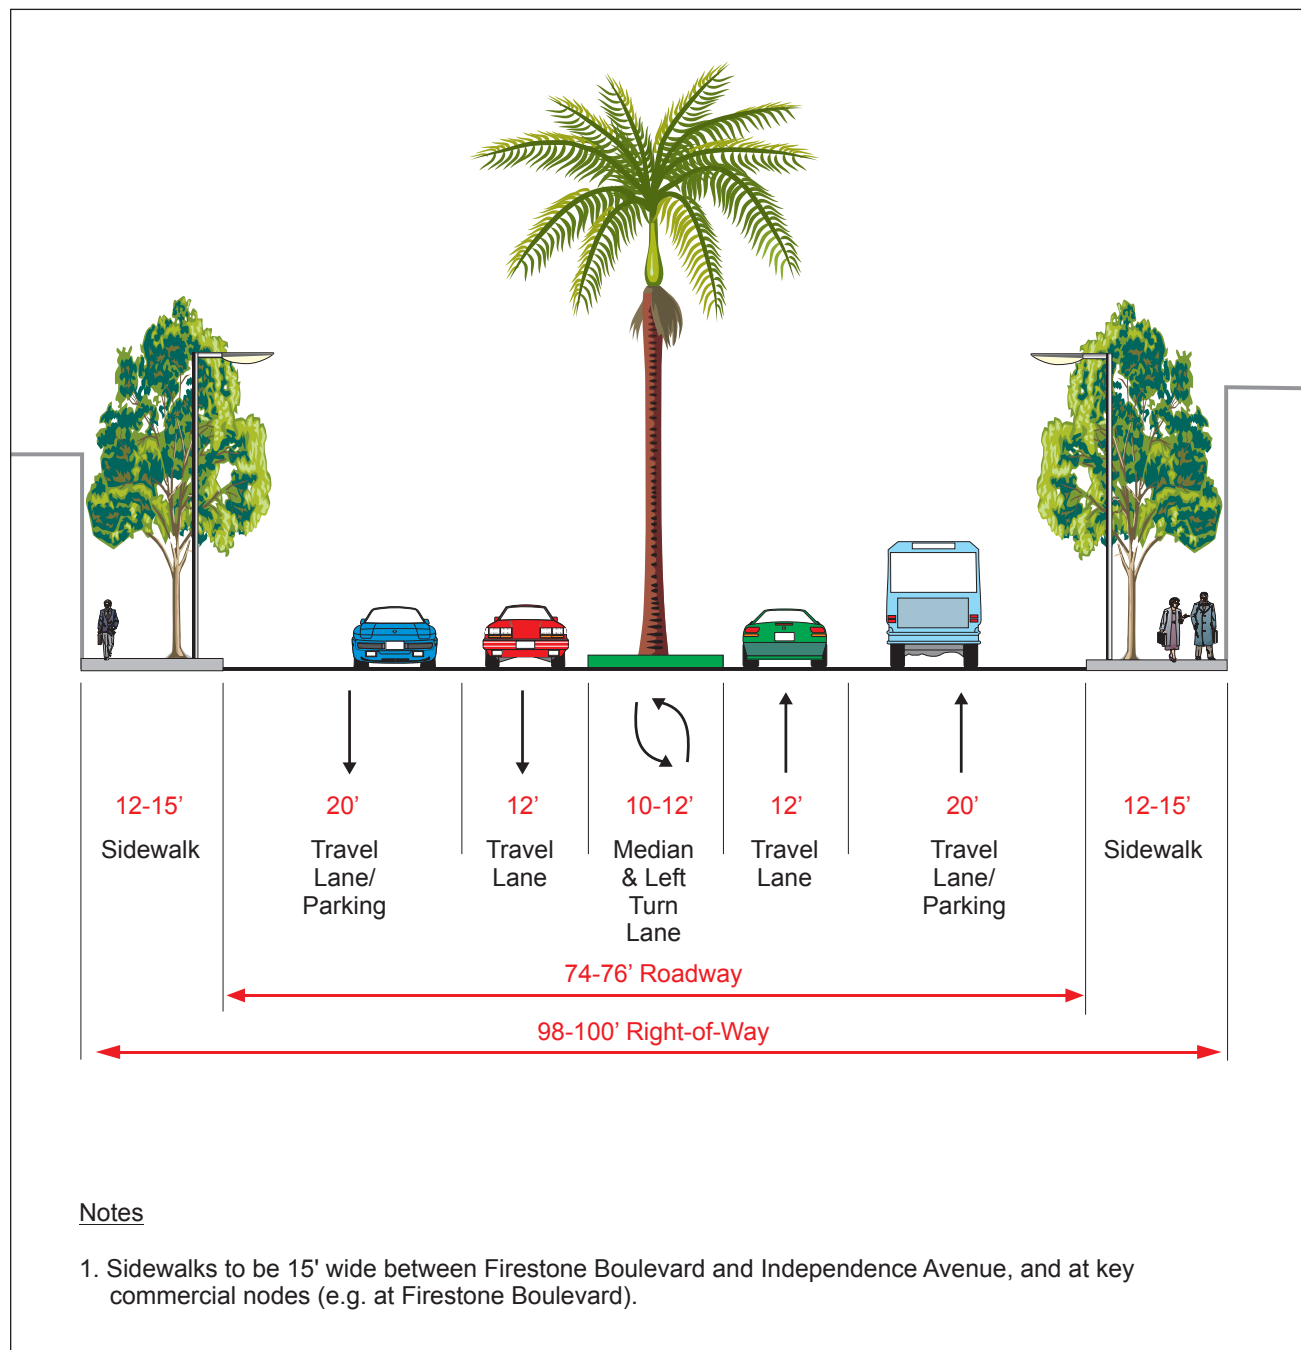 12-15’ 20’ 12’ 10-12’ 12’ 20’ 12-15’
Sidewalk Travel Travel Median Travel Travel Sidewalk
Lane/ Lane & Left Lane Lane/
Parking Turn Parking
Lane
74-76’ Roadway
98-100’ Right-of-Way
Notes
1. Sidewalks to be 15' wide between Firestone Boulevard and Independence Avenue, and at key
commercial nodes (e.g. at Firestone Boulevard).